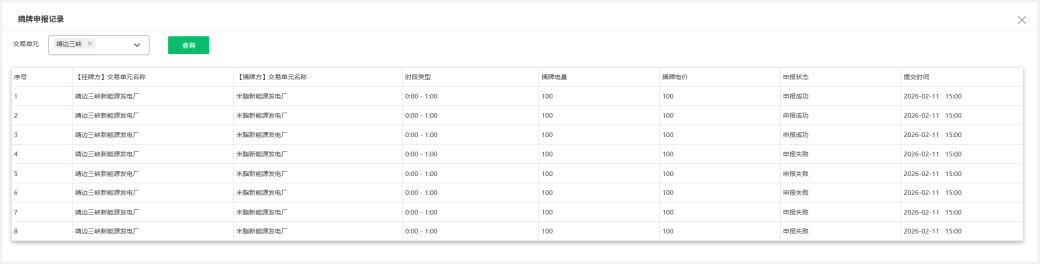 摘牌申报记录
交易单元 靖边三峡 × 查询
序号 【挂牌方】交易单元名称 【摘牌方】交易单元名称 时段类型 摘牌电量 摘牌电价 申报状态 提交时间
1 靖边三峡新能源发电厂 米脂新能源发电厂 0:00 - 1:00 100 100 申报成功 2026-02-11 15:00
2 靖边三峡新能源发电厂 米脂新能源发电厂 0:00 - 1:00 100 100 申报成功 2026-02-11 15:00
3 靖边三峡新能源发电厂 米脂新能源发电厂 0:00 - 1:00 100 100 申报成功 2026-02-11 15:00
4 靖边三峡新能源发电厂 米脂新能源发电厂 0:00 - 1:00 100 100 申报失败 2026-02-11 15:00
5 靖边三峡新能源发电厂 米脂新能源发电厂 0:00 - 1:00 100 100 申报失败 2026-02-11 15:00
6 靖边三峡新能源发电厂 米脂新能源发电厂 0:00 - 1:00 100 100 申报失败 2026-02-11 15:00
7 靖边三峡新能源发电厂 米脂新能源发电厂 0:00 - 1:00 100 100 申报失败 2026-02-11 15:00
8 靖边三峡新能源发电厂 米脂新能源发电厂 0:00 - 1:00 100 100 申报失败 2026-02-11 15:00